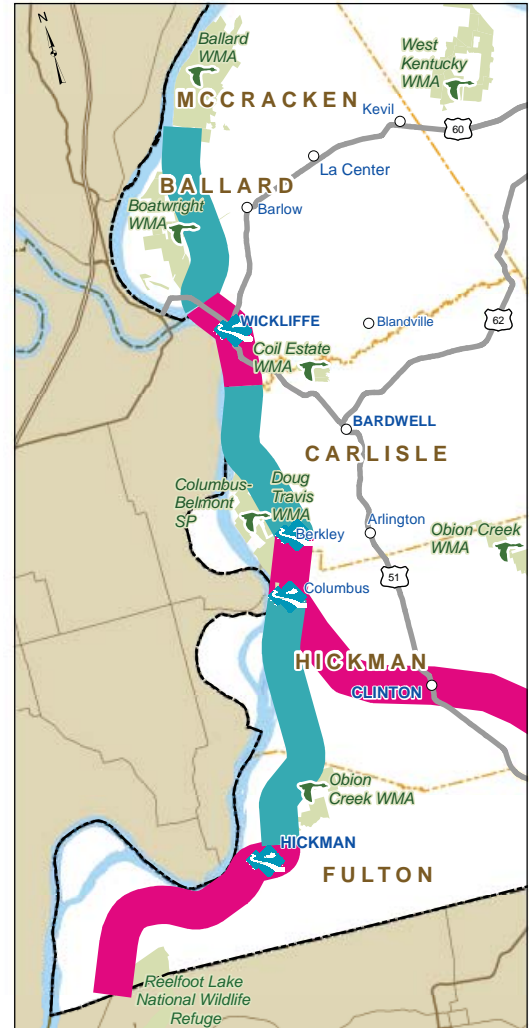 N
Ballard
WMA
West
Kentucky
WMA
MCCRACKEN
Kevil
60
La Center
BALLARD
Boatwright
WMA
Barlow
WICKLIFFE
Blandville
62
Coil Estate
WMA
BARDWELL
CARLISLE
Columbus-
Belmont
SP
Doug
Travis
WMA
Berkley
Arlington
Obion Creek
WMA
51
Columbus
HICKMAN
CLINTON
Obion
Creek WMA
HICKMAN
FULTON
Reelfoot Lake
National Wildlife
Refuge